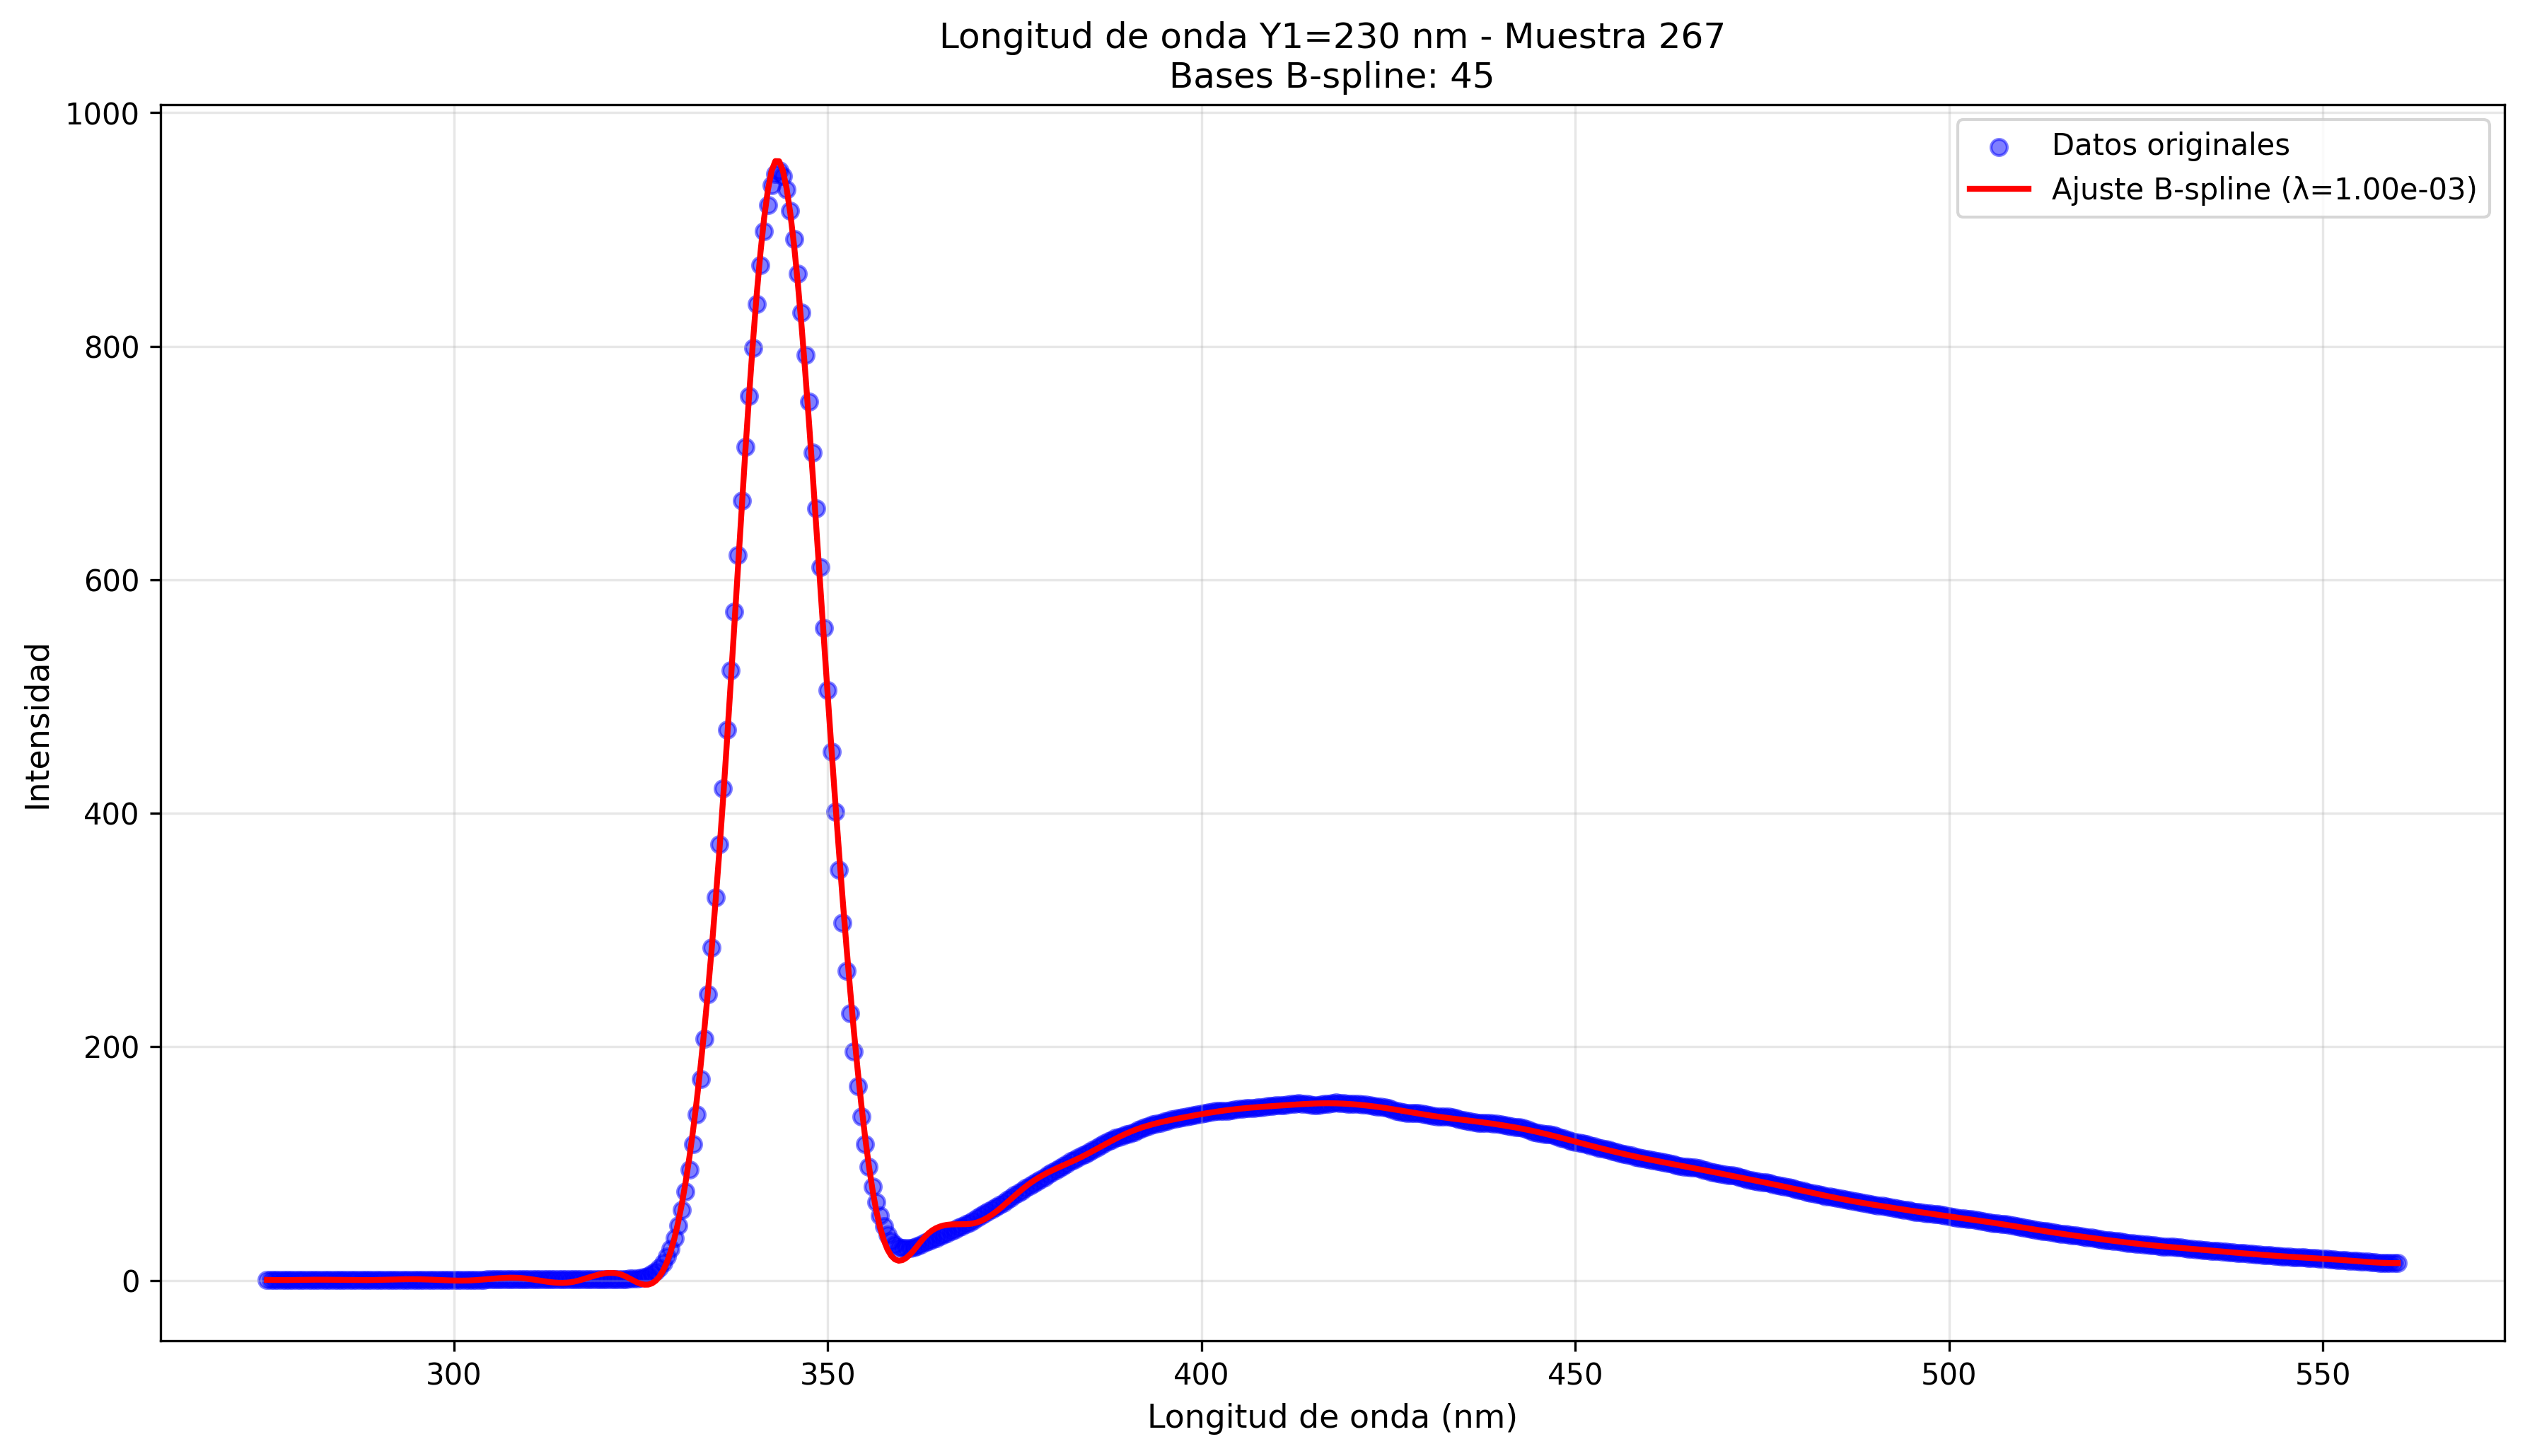 Longitud de onda Y1=230 nm - Muestra 267
Bases B-spline: 45
Datos originales
Ajuste B-spline (λ=1.00e-03)
Intensidad
1000
800
600
400
200
0
300 350 400 450 500 550
Longitud de onda (nm)